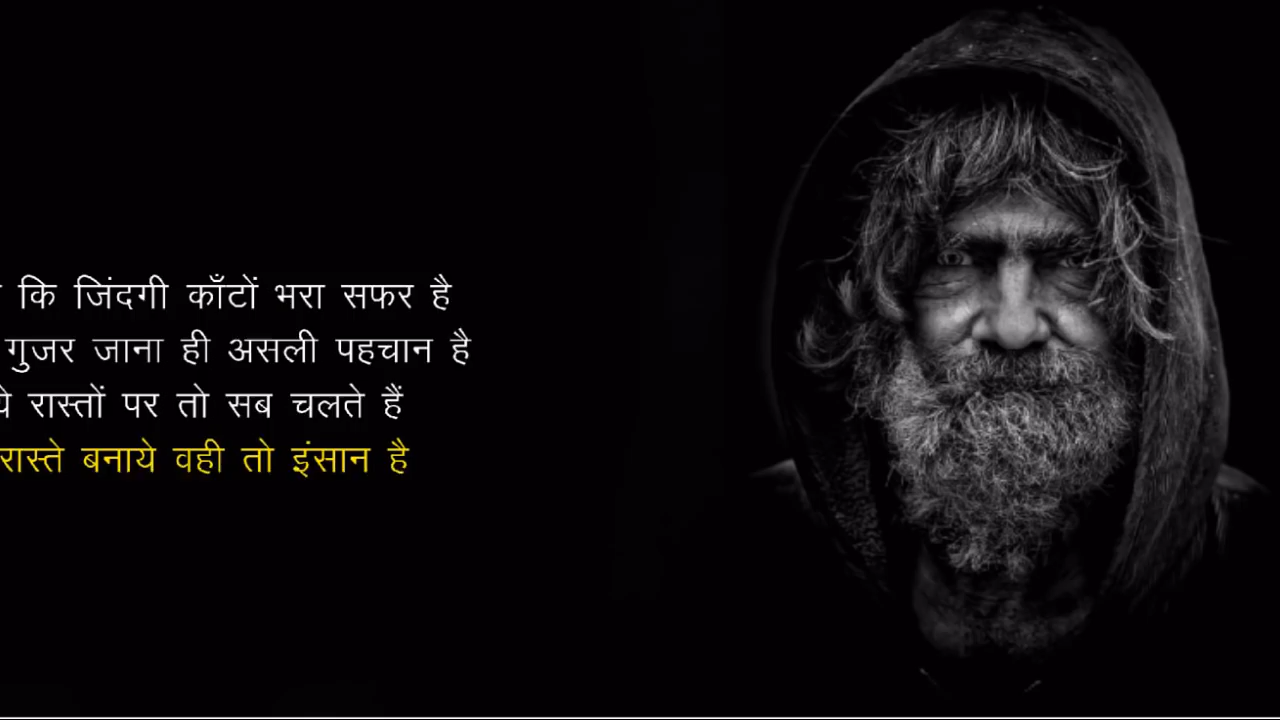 कि जिंदगी काँटों भरा सफर है
गुजर जाना ही असली पहचान है
रास्तों पर तो सब चलते हैं
रास्ते बनाये वही तो इंसान है